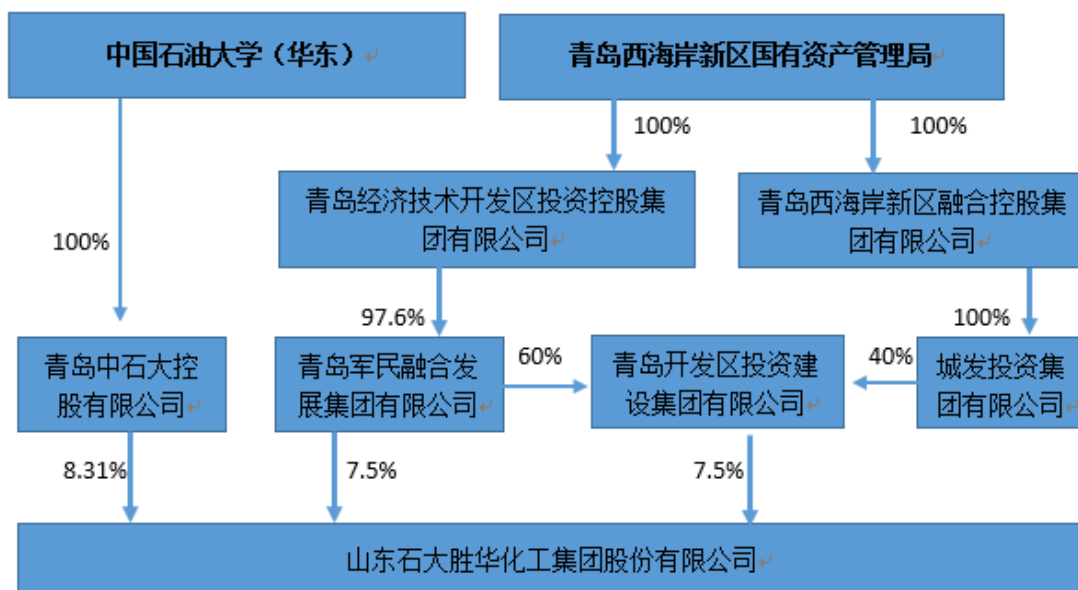 中国石油大学（华东）
青岛西海岸新区国有资产管理局
100%
100%
青岛经济技术开发区投资控股集
团有限公司
青岛西海岸新区融合控股集
团有限公司
100%
97.6%
100%
青岛中石大控
股有限公司
青岛军民融合发
展集团有限公司
60%
青岛开发区投资建
设集团有限公司
40%
城发投资集
团有限公司
8.31%
7.5%
7.5%
山东石大胜华化工集团股份有限公司